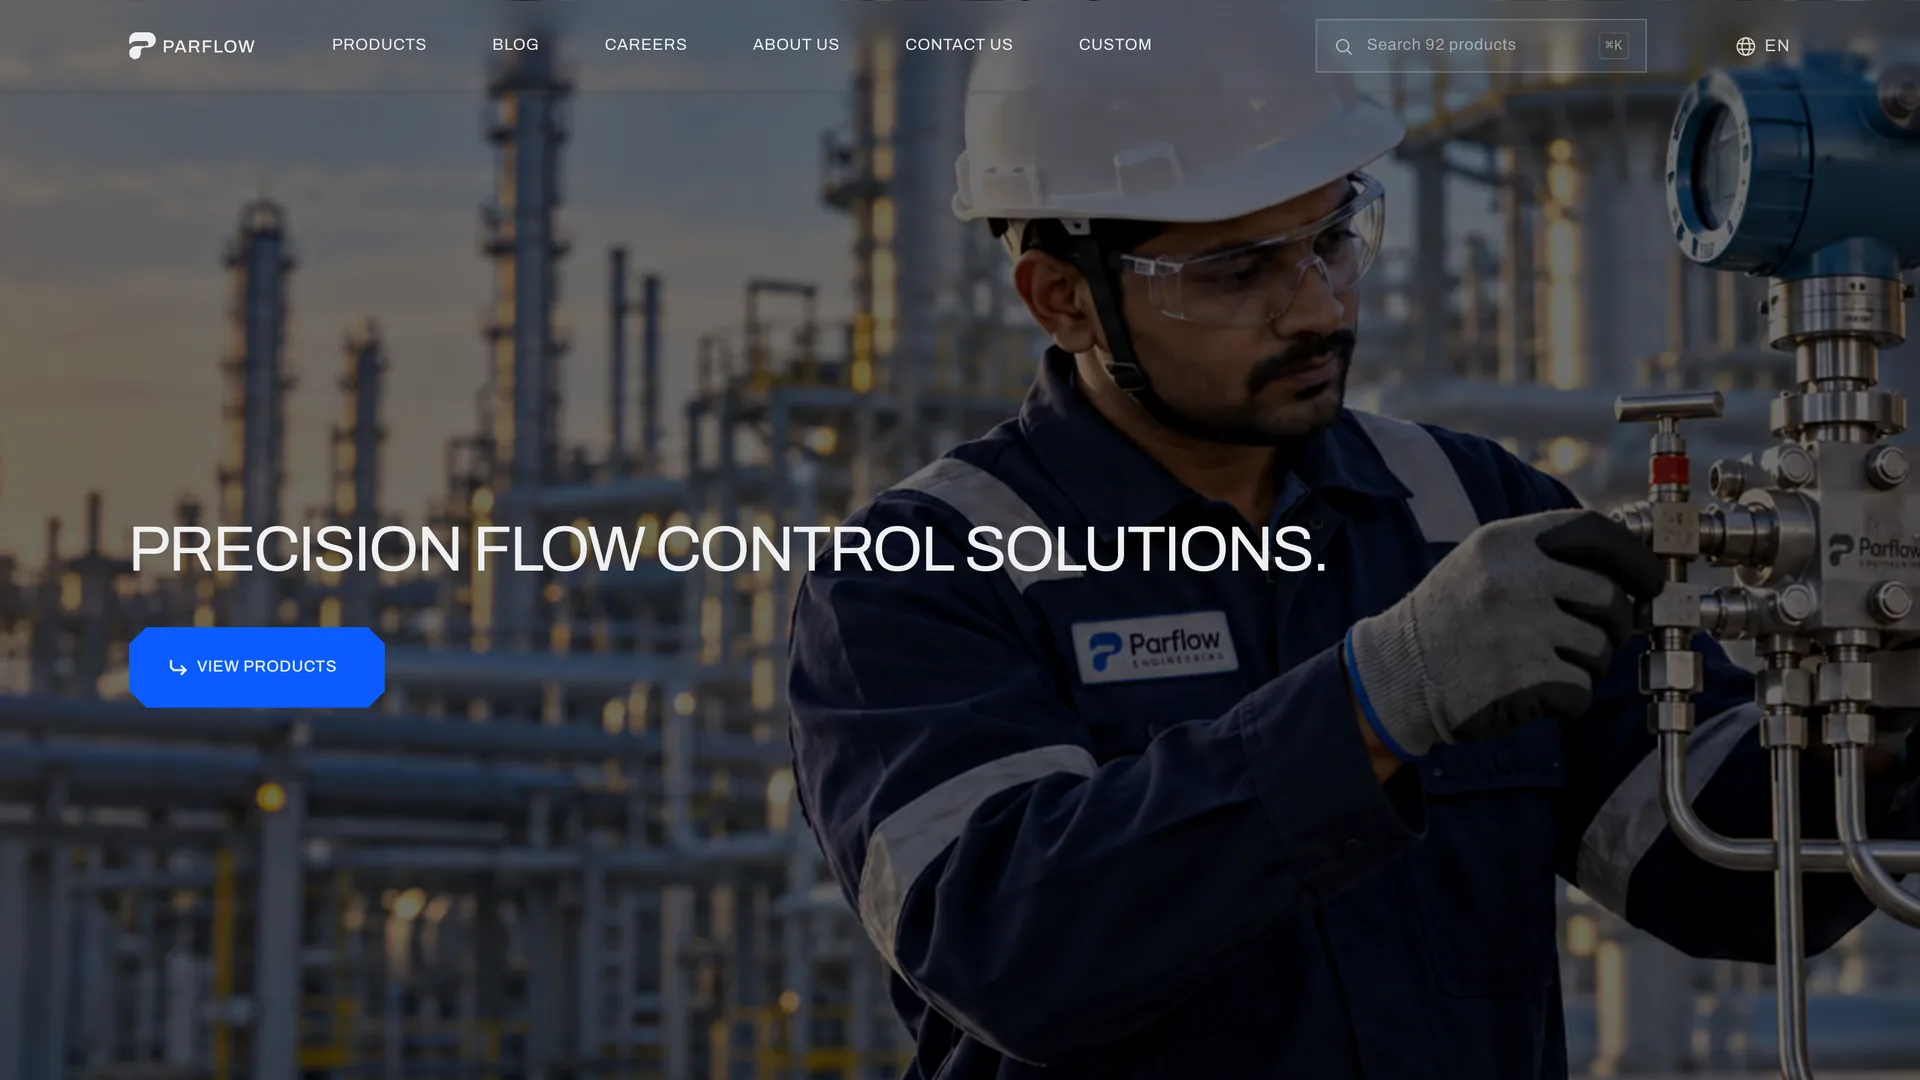 PARFLOW
PRODUCTS
BLOG
CAREERS
ABOUT US
CONTACT US
CUSTOM
Search 92 products
⌘K
EN
PRECISION FLOW CONTROL SOLUTIONS.
VIEW PRODUCTS
Parflow
ENGINEERING
Parflow